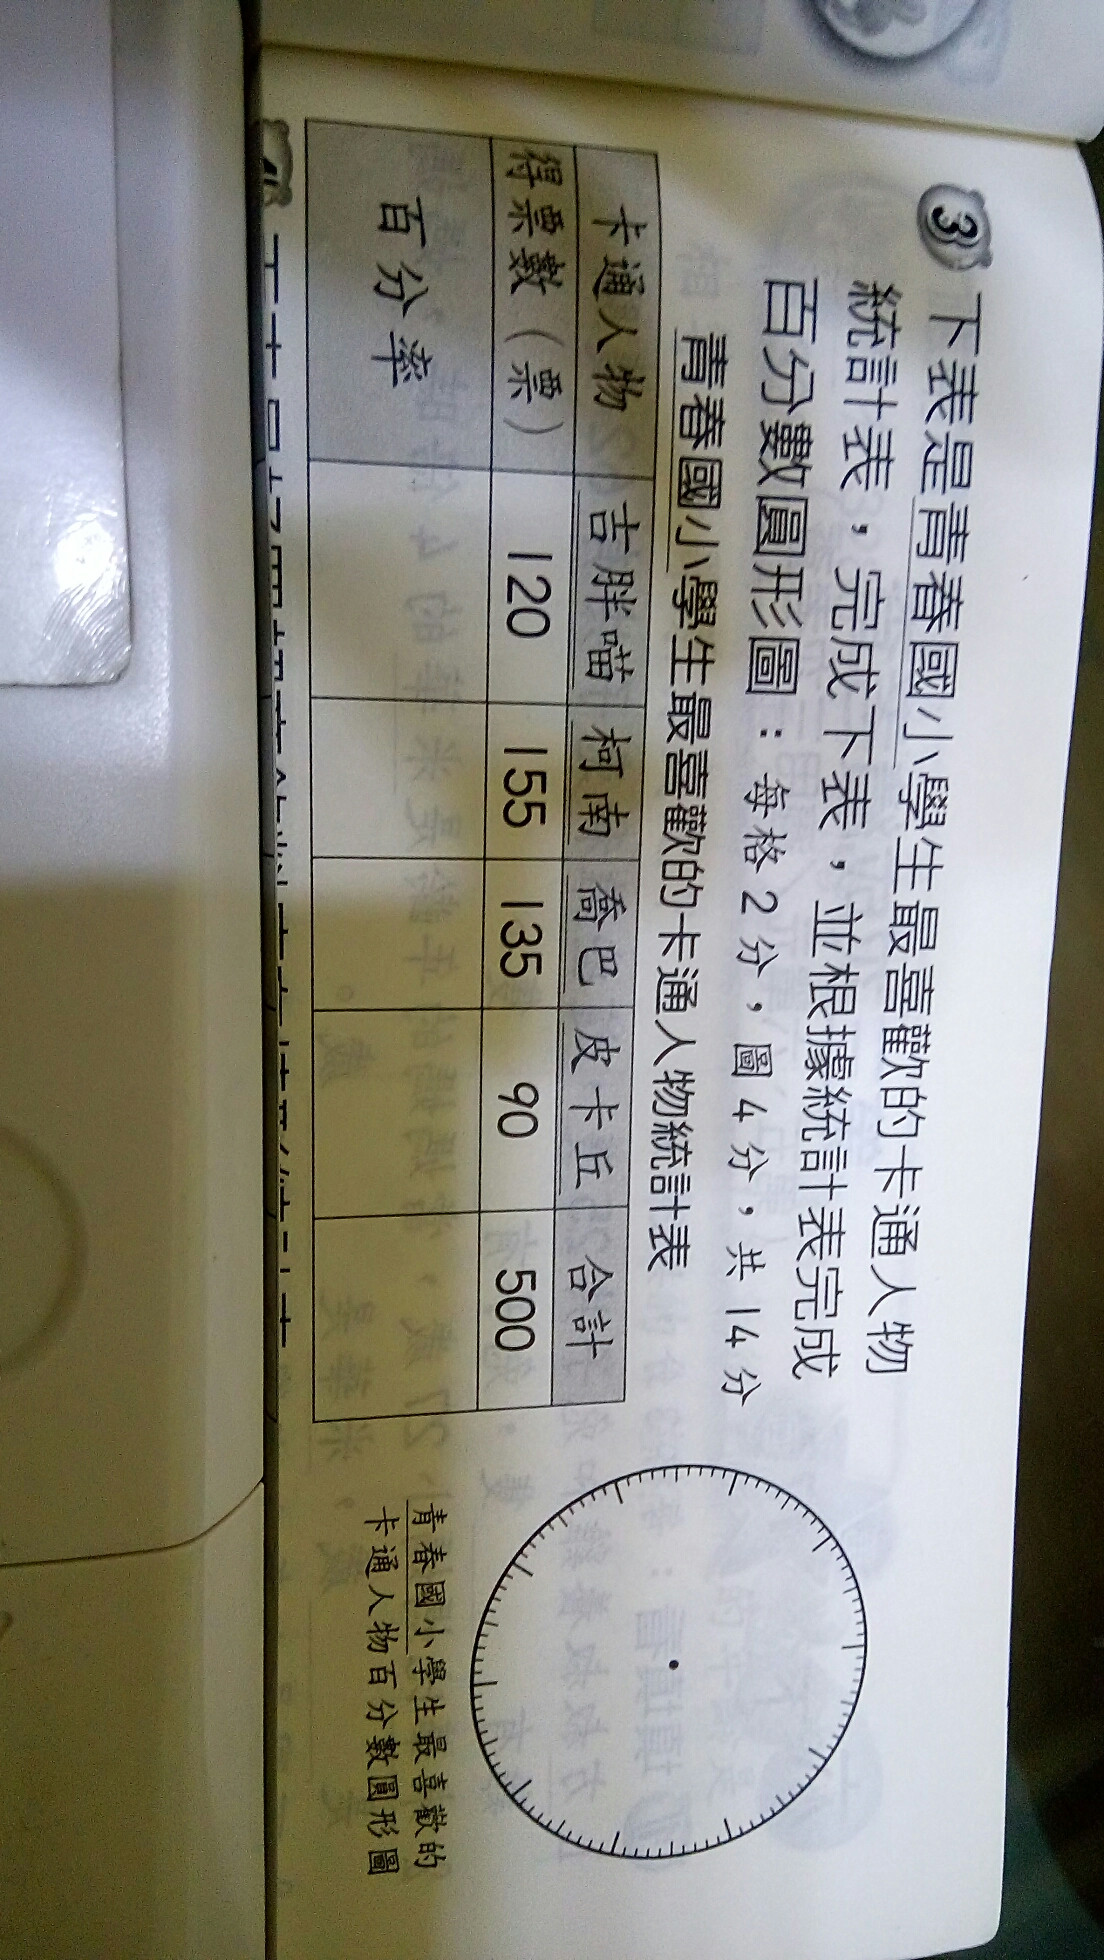 3 下表是青春國小學生最喜歡的卡通人物
統計表，完成下表，並根據統計表完成
百分數圓形圖：每格2分，圖4分，共14分
青春國小學生最喜歡的卡通人物統計表
卡通人物 吉胖喵 柯南 喬巴 皮卡丘 合計
得票數（票） 120 155 135 90 500
百分率
青春國小學生最喜歡的
卡通人物百分數圓形圖